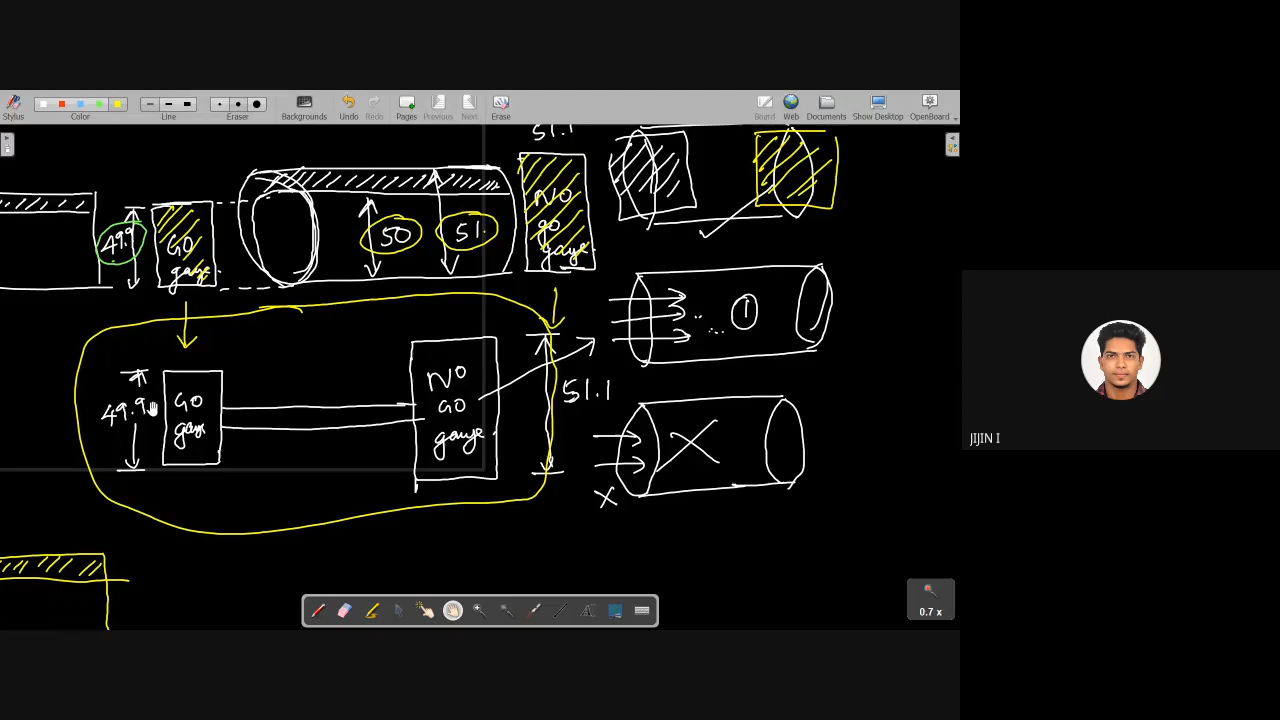 Stylus
Color
Line
Eraser
Backgrounds
Undo
Redo
Pages
Previous
Next
Erase
Board
Web
Documents
Show Desktop
OpenBoard
51.1
49.9
GO
gauge
50
51
NO
go
gauge
49.9
GO
gauge
NO
GO
gauge
51.1
1
X
X
JIJIN I
0.7 x